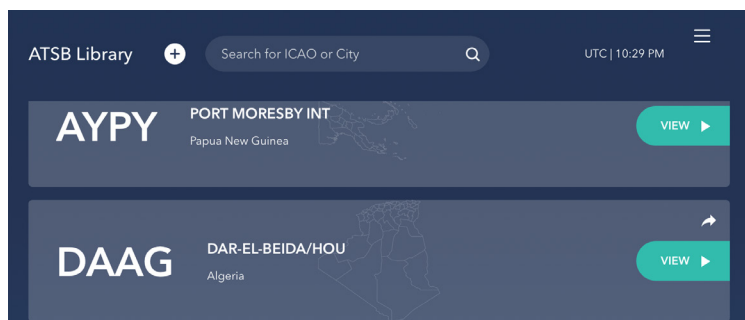 ATSB Library
Search for ICAO or City
UTC | 10:29 PM
AYPY
PORT MORESBY INT
Papua New Guinea
VIEW
DAAG
DAR-EL-BEIDA/HOU
Algeria
VIEW